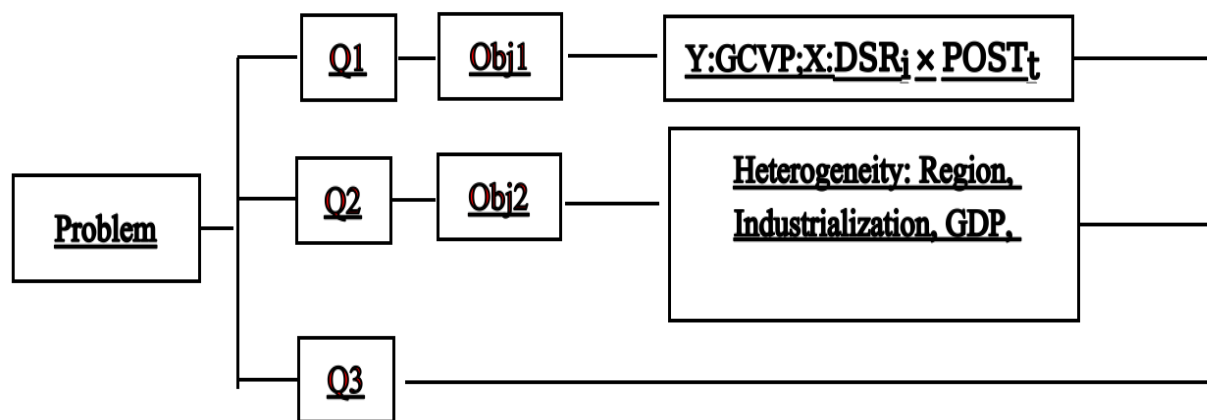 Q1
Obj1
Y:GCVP;X:DSRi × POSTt
Problem
Q2
Obj2
Heterogeneity: Region,
Industrialization, GDP,
Q3